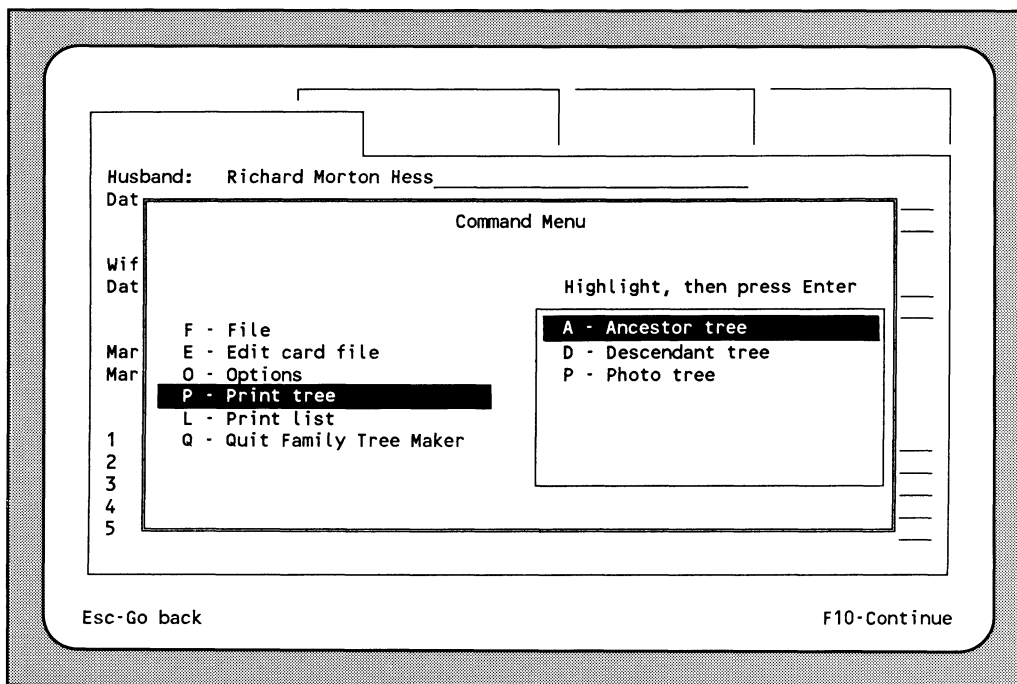 Husband: Richard Morton Hess
Dat
Command Menu
Wif
Dat
Highlight, then press Enter
F - File
A - Ancestor tree
Mar
E - Edit card file
D - Descendant tree
Mar
O - Options
P - Photo tree
P - Print tree
L - Print list
1
Q - Quit Family Tree Maker
2
3
4
5
Esc-Go back
F10-Continue